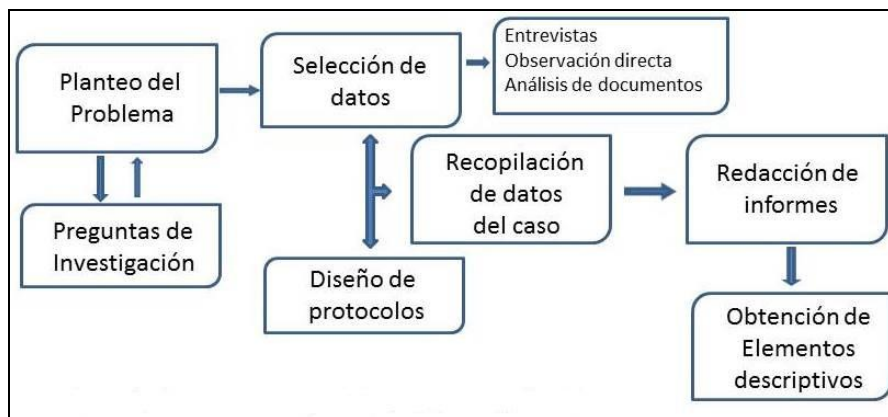 Planteo del
Problema
Selección de
datos
Entrevistas
Observación directa
Análisis de documentos
Preguntas de
Investigación
Recopilación
de datos
del caso
Redacción de
informes
Diseño de
protocolos
Obtención de
Elementos
descriptivos